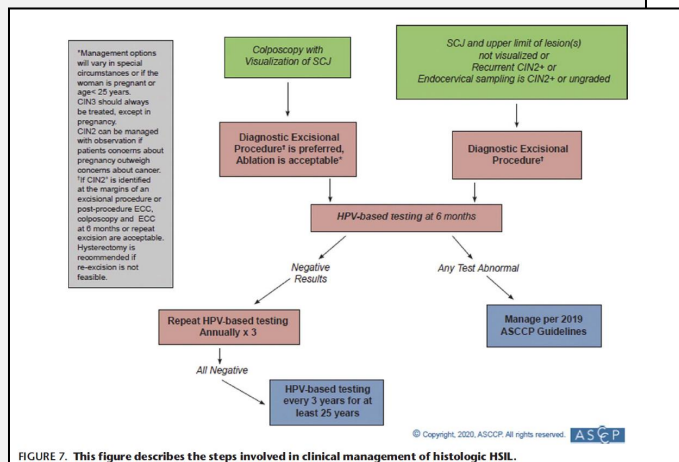 *Management options
will vary in special
circumstances or if the
woman is pregnant or
age< 25 years.
CIN3 should always
be treated, except in
pregnancy.
CIN2 can be managed
with observation if
patients concerns about
pregnancy outweigh
concerns about cancer.
†If CIN2+ is identified
at the margins of an
excisional procedure or
post-procedure ECC,
colposcopy and ECC
at 6 months or repeat
excision are acceptable.
Hysterectomy is
recommended if
re-excision is not
feasible.
Colposcopy with
Visualization of SCJ
SCJ and upper limit of lesion(s)
not visualized or
Recurrent CIN2+ or
Endocervical sampling is CIN2+ or ungraded
Diagnostic Excisional
Procedure† is preferred,
Ablation is acceptable*
Diagnostic Excisional
Procedure†
HPV-based testing at 6 months
Negative
Results
Any Test Abnormal
Repeat HPV-based testing
Annually x 3
Manage per 2019
ASCCP Guidelines
All Negative
HPV-based testing
every 3 years for at
least 25 years
© Copyright, 2020, ASCCP. All rights reserved. ASCCP
FIGURE 7. This figure describes the steps involved in clinical management of histologic HSIL.